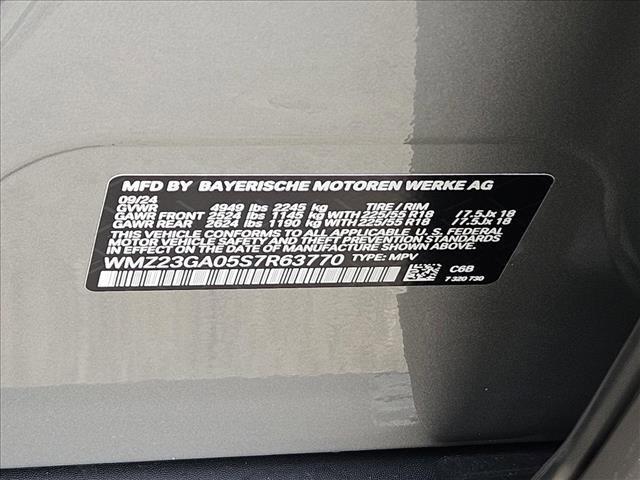 MFD BY BAYERISCHE MOTOREN WERKE AG
09/24
GVWR 4949 lbs 2245 kg TIRE / RIM
GAWR FRONT 2524 lbs 1145 kg WITH 225/55 R18 /7.5Jx18
GAWR REAR 2624 lbs 1190 kg WITH 225/55 R18 /7.5Jx18
THIS VEHICLE CONFORMS TO ALL APPLICABLE U. S. FEDERAL
MOTOR VEHICLE SAFETY AND THEFT PREVENTION STANDARDS
IN EFFECT ON THE DATE OF MANUFACTURE SHOWN ABOVE.
WMZ23GA05S7R63770 TYPE: MPV
C6B
7 320 730